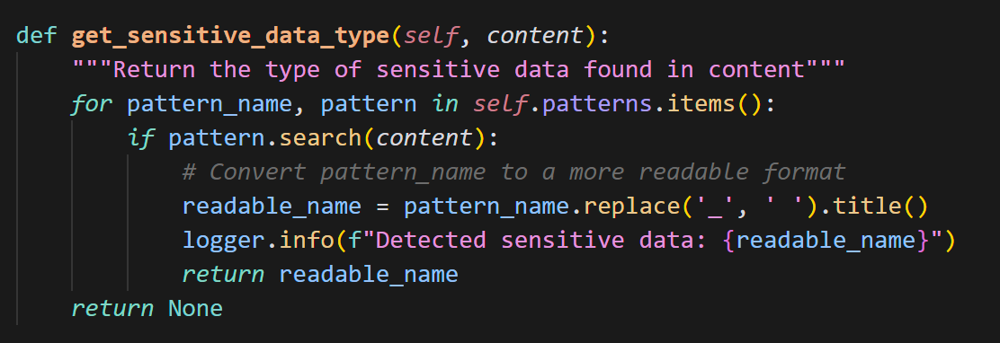 def get_sensitive_data_type(self, content):
    """Return the type of sensitive data found in content"""
    for pattern_name, pattern in self.patterns.items():
        if pattern.search(content):
            # Convert pattern_name to a more readable format
            readable_name = pattern_name.replace('_', ' ').title()
            logger.info(f"Detected sensitive data: {readable_name}")
            return readable_name
    return None